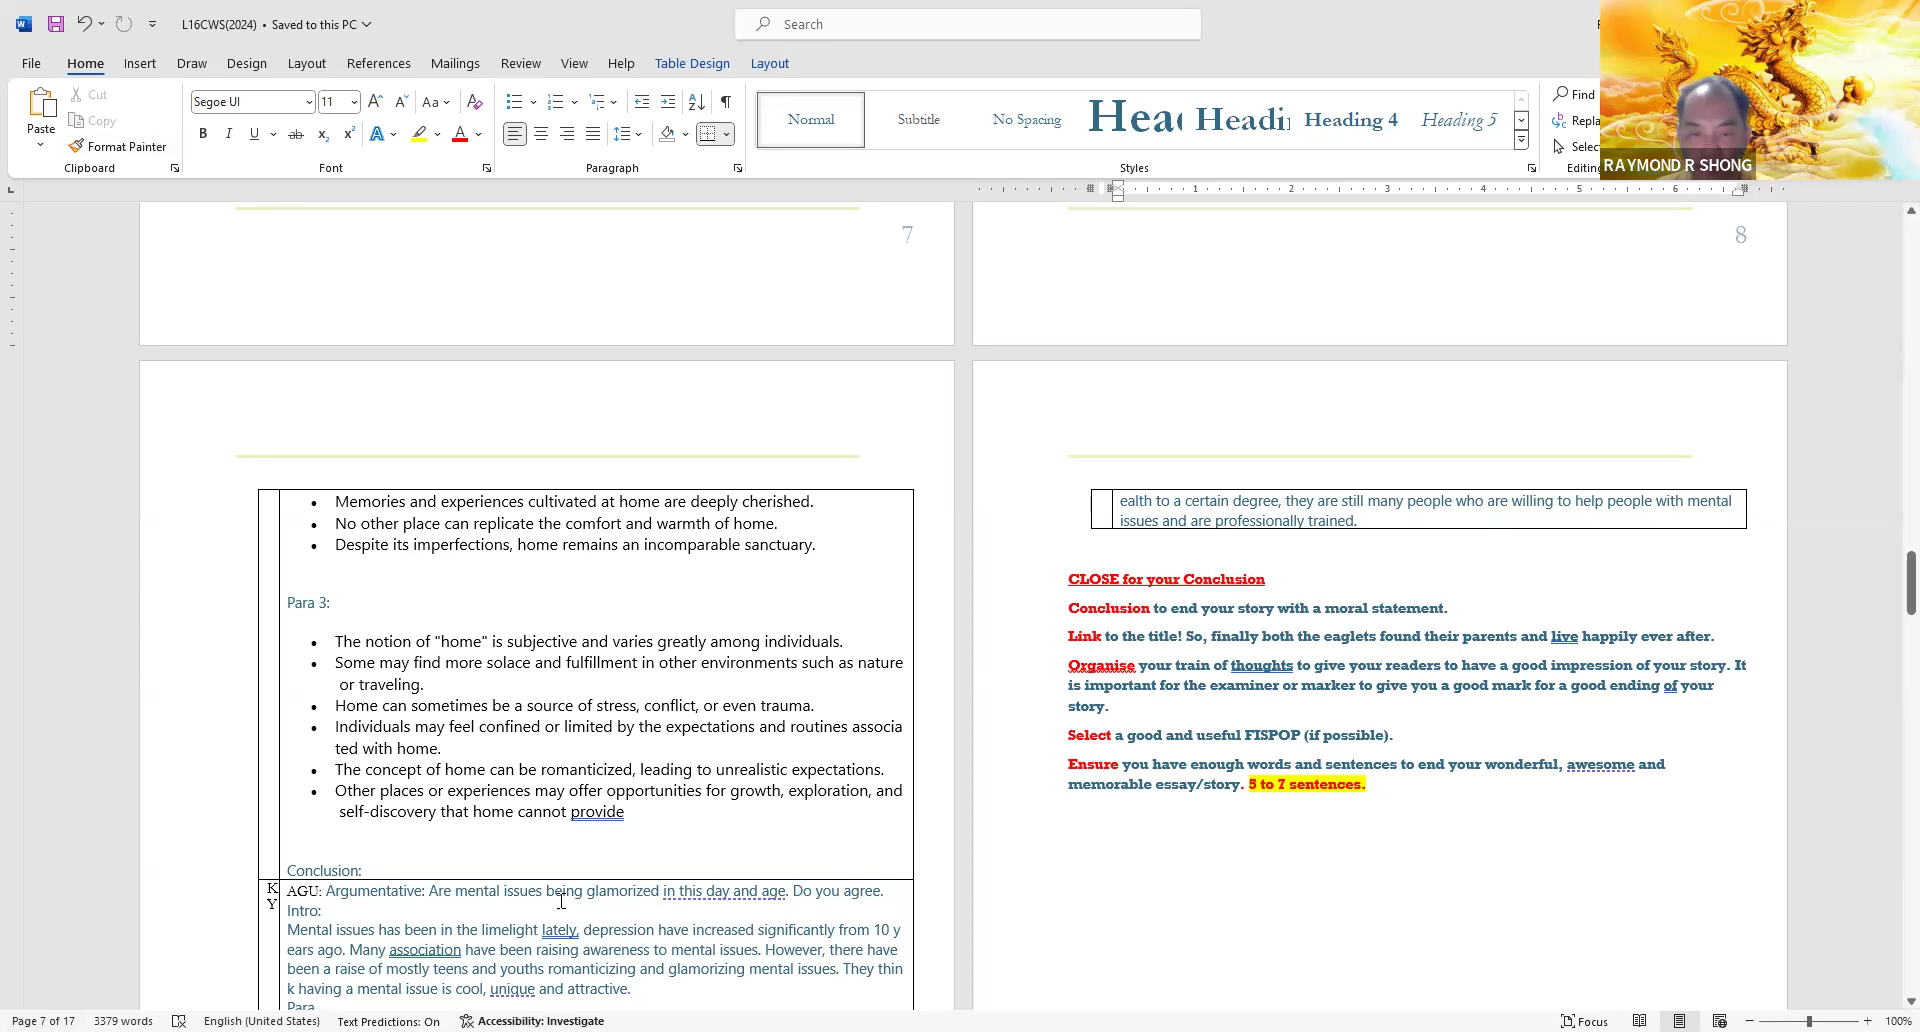 L16CWS(2024) • Saved to this PC
Search
File Home Insert Draw Design Layout References Mailings Review View Help Table Design Layout
Paste
Cut
Copy
Format Painter
Clipboard
Segoe UI 11
Font
Paragraph
Normal
Subtitle
No Spacing
Heading 4
Heading 5
Styles
Find
Editing
RAYMOND R SHONG
1 2 3 4 5 6
7
8
• Memories and experiences cultivated at home are deeply cherished.
• No other place can replicate the comfort and warmth of home.
• Despite its imperfections, home remains an incomparable sanctuary.
Para 3:
• The notion of "home" is subjective and varies greatly among individuals.
• Some may find more solace and fulfillment in other environments such as nature
or traveling.
• Home can sometimes be a source of stress, conflict, or even trauma.
• Individuals may feel confined or limited by the expectations and routines associa
ted with home.
• The concept of home can be romanticized, leading to unrealistic expectations.
• Other places or experiences may offer opportunities for growth, exploration, and
self-discovery that home cannot provide
Conclusion:
K
Y
AGU: Argumentative: Are mental issues being glamorized in this day and age. Do you agree.
Intro:
Mental issues has been in the limelight lately, depression have increased significantly from 10 y
ears ago. Many association have been raising awareness to mental issues. However, there have
been a raise of mostly teens and youths romanticizing and glamorizing mental issues. They thin
k having a mental issue is cool, unique and attractive.
Para
ealth to a certain degree, they are still many people who are willing to help people with mental
issues and are professionally trained.
CLOSE for your Conclusion
Conclusion to end your story with a moral statement.
Link to the title! So, finally both the eaglets found their parents and live happily ever after.
Organise your train of thoughts to give your readers to have a good impression of your story. It
is important for the examiner or marker to give you a good mark for a good ending of your
story.
Select a good and useful FISPOP (if possible).
Ensure you have enough words and sentences to end your wonderful, awesome and
memorable essay/story. 5 to 7 sentences.
Page 7 of 17 3379 words English (United States) Text Predictions: On Accessibility: Investigate
Focus
100%